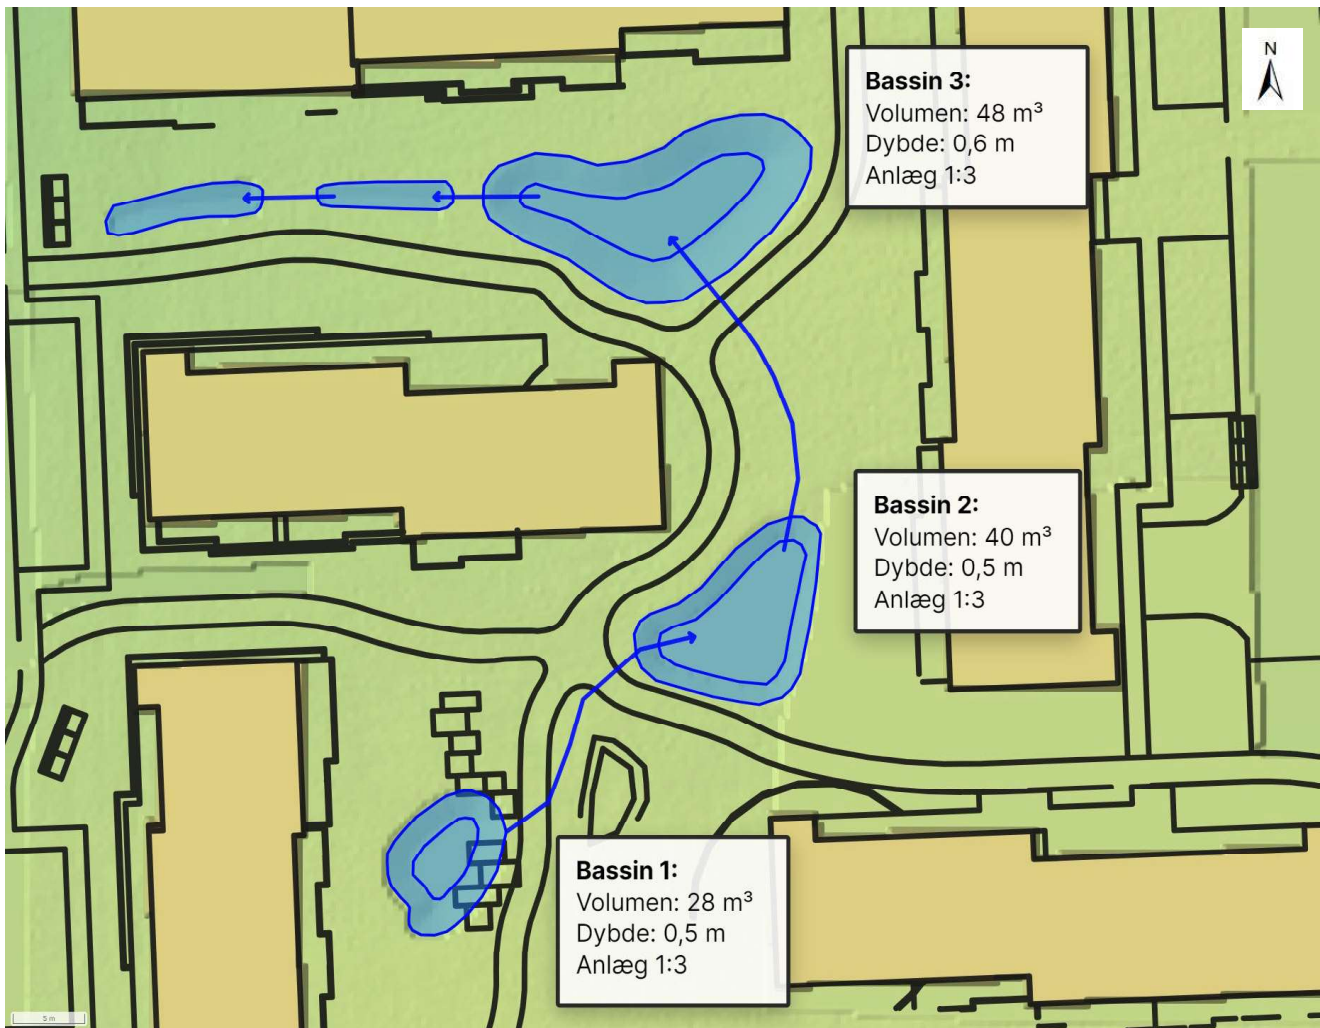 N
Bassin 3:
Volumen: 48 m³
Dybde: 0,6 m
Anlæg 1:3
Bassin 2:
Volumen: 40 m³
Dybde: 0,5 m
Anlæg 1:3
Bassin 1:
Volumen: 28 m³
Dybde: 0,5 m
Anlæg 1:3
5 m